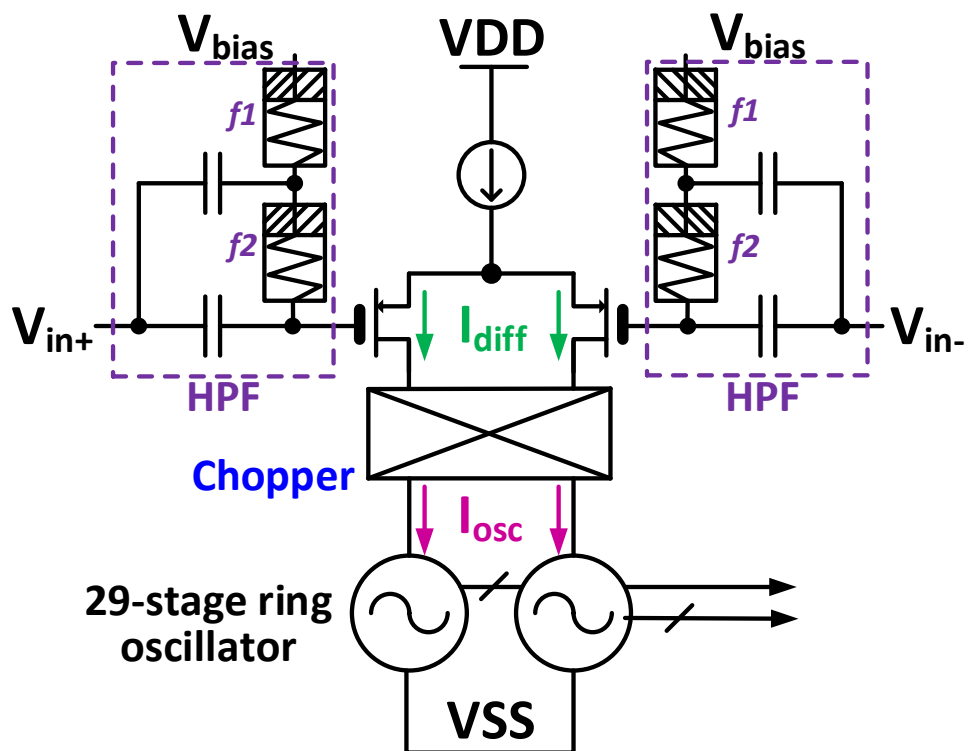 Vbias
VDD
Vbias
f1
f1
f2
f2
Vin+
Idiff
Vin-
HPF
HPF
Chopper
Iosc
29-stage ring
oscillator
VSS